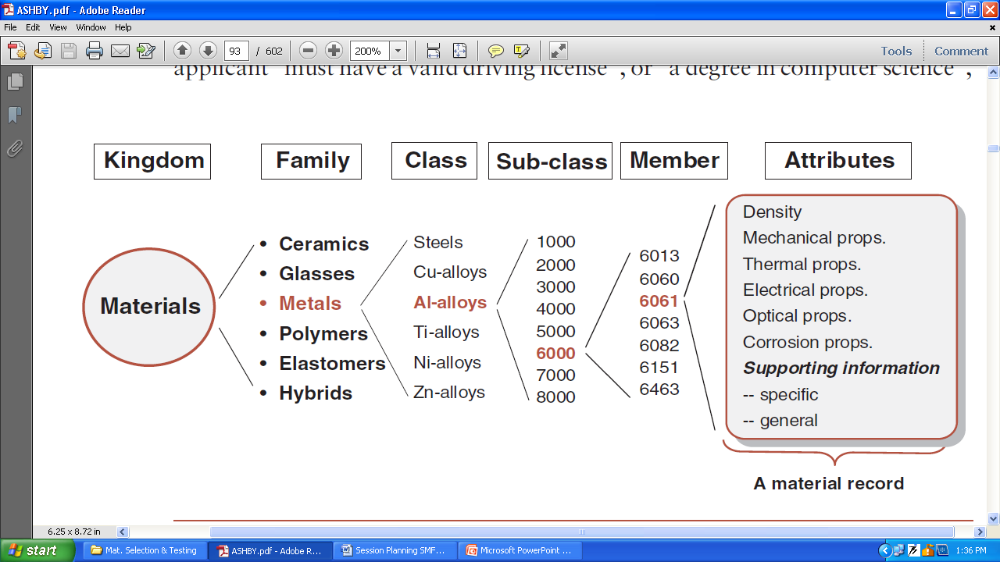 ASHBY.pdf - Adobe Reader
File Edit View Window Help
93 / 602 200% Tools Comment
applicant "must have a valid driving license", or "a degree in computer science",
Kingdom Family Class Sub-class Member Attributes
Materials
• Ceramics
• Glasses
• Metals
• Polymers
• Elastomers
• Hybrids
Steels
Cu-alloys
Al-alloys
Ti-alloys
Ni-alloys
Zn-alloys
1000
2000
3000
4000
5000
6000
7000
8000
6013
6060
6061
6063
6082
6151
6463
Density
Mechanical props.
Thermal props.
Electrical props.
Optical props.
Corrosion props.
Supporting information
-- specific
-- general
A material record
6.25 x 8.72 in
start Mat. Selection & Testing ASHBY.pdf - Adobe R... Session Planning SMF... Microsoft PowerPoint ... 1:36 PM